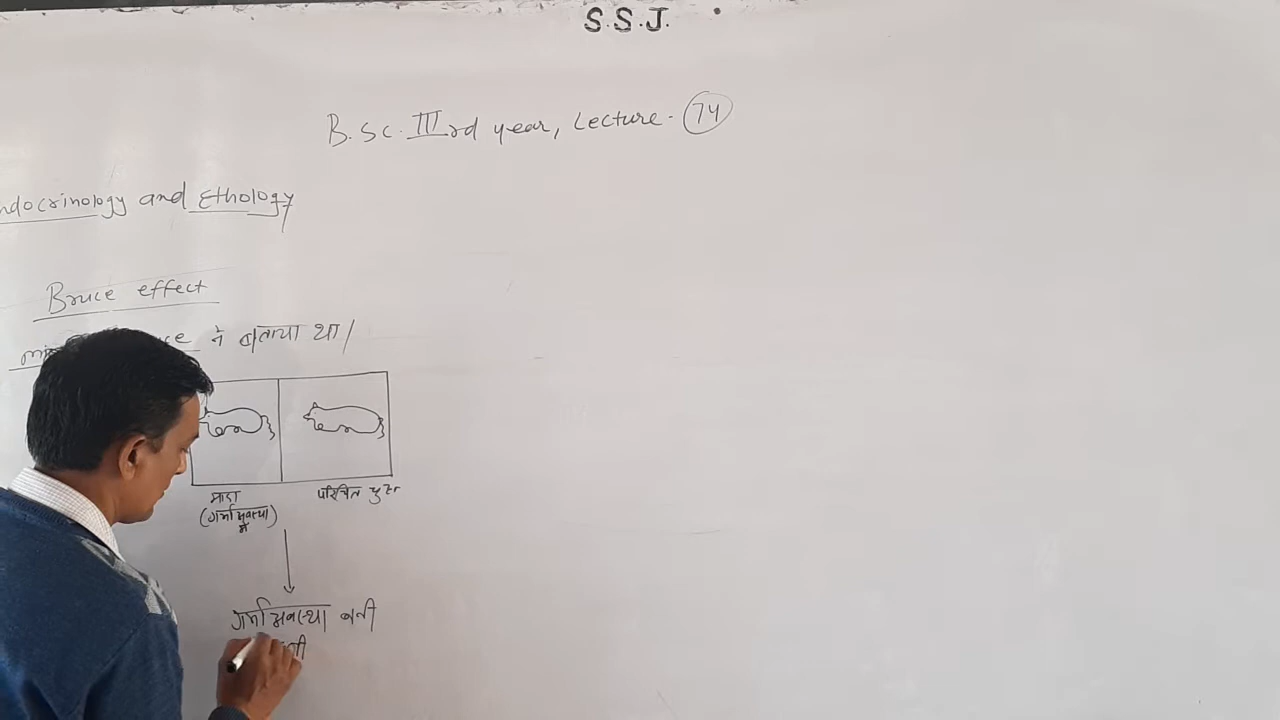 S.S.J.
B.Sc. IIIrd year, Lecture - 74
ndocrinology and Ethology
Bruce effect
ने बताया था।
मादा
(गर्भावस्था
में)
परिचित चुहा
गर्भावस्था बनी